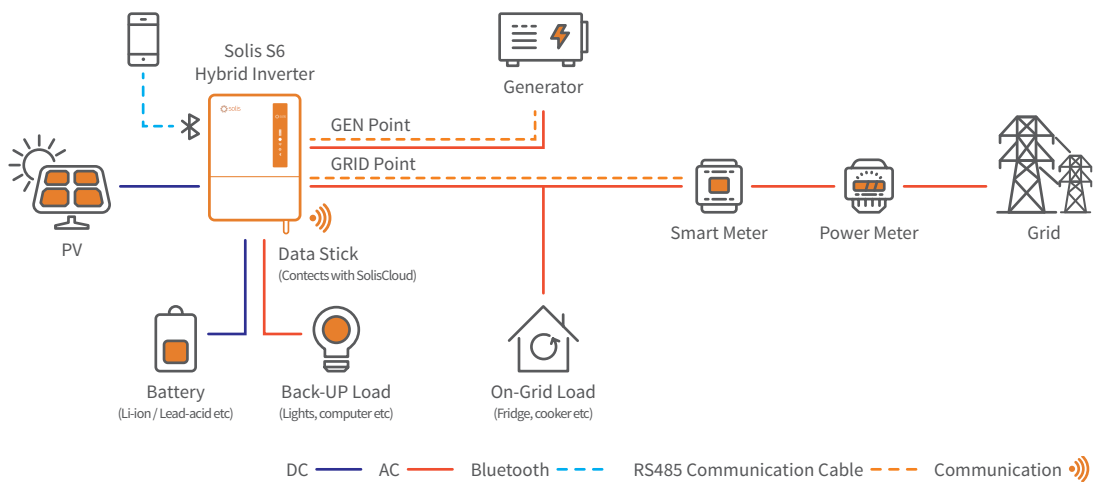 Solis S6
Hybrid Inverter
solis
Generator
GEN Point
GRID Point
PV
Smart Meter
Power Meter
Grid
Data Stick
(Contects with SolisCloud)
Battery
(Li-ion / Lead-acid etc)
Back-UP Load
(Lights, computer etc)
On-Grid Load
(Fridge, cooker etc)
DC
AC
Bluetooth
RS485 Communication Cable
Communication